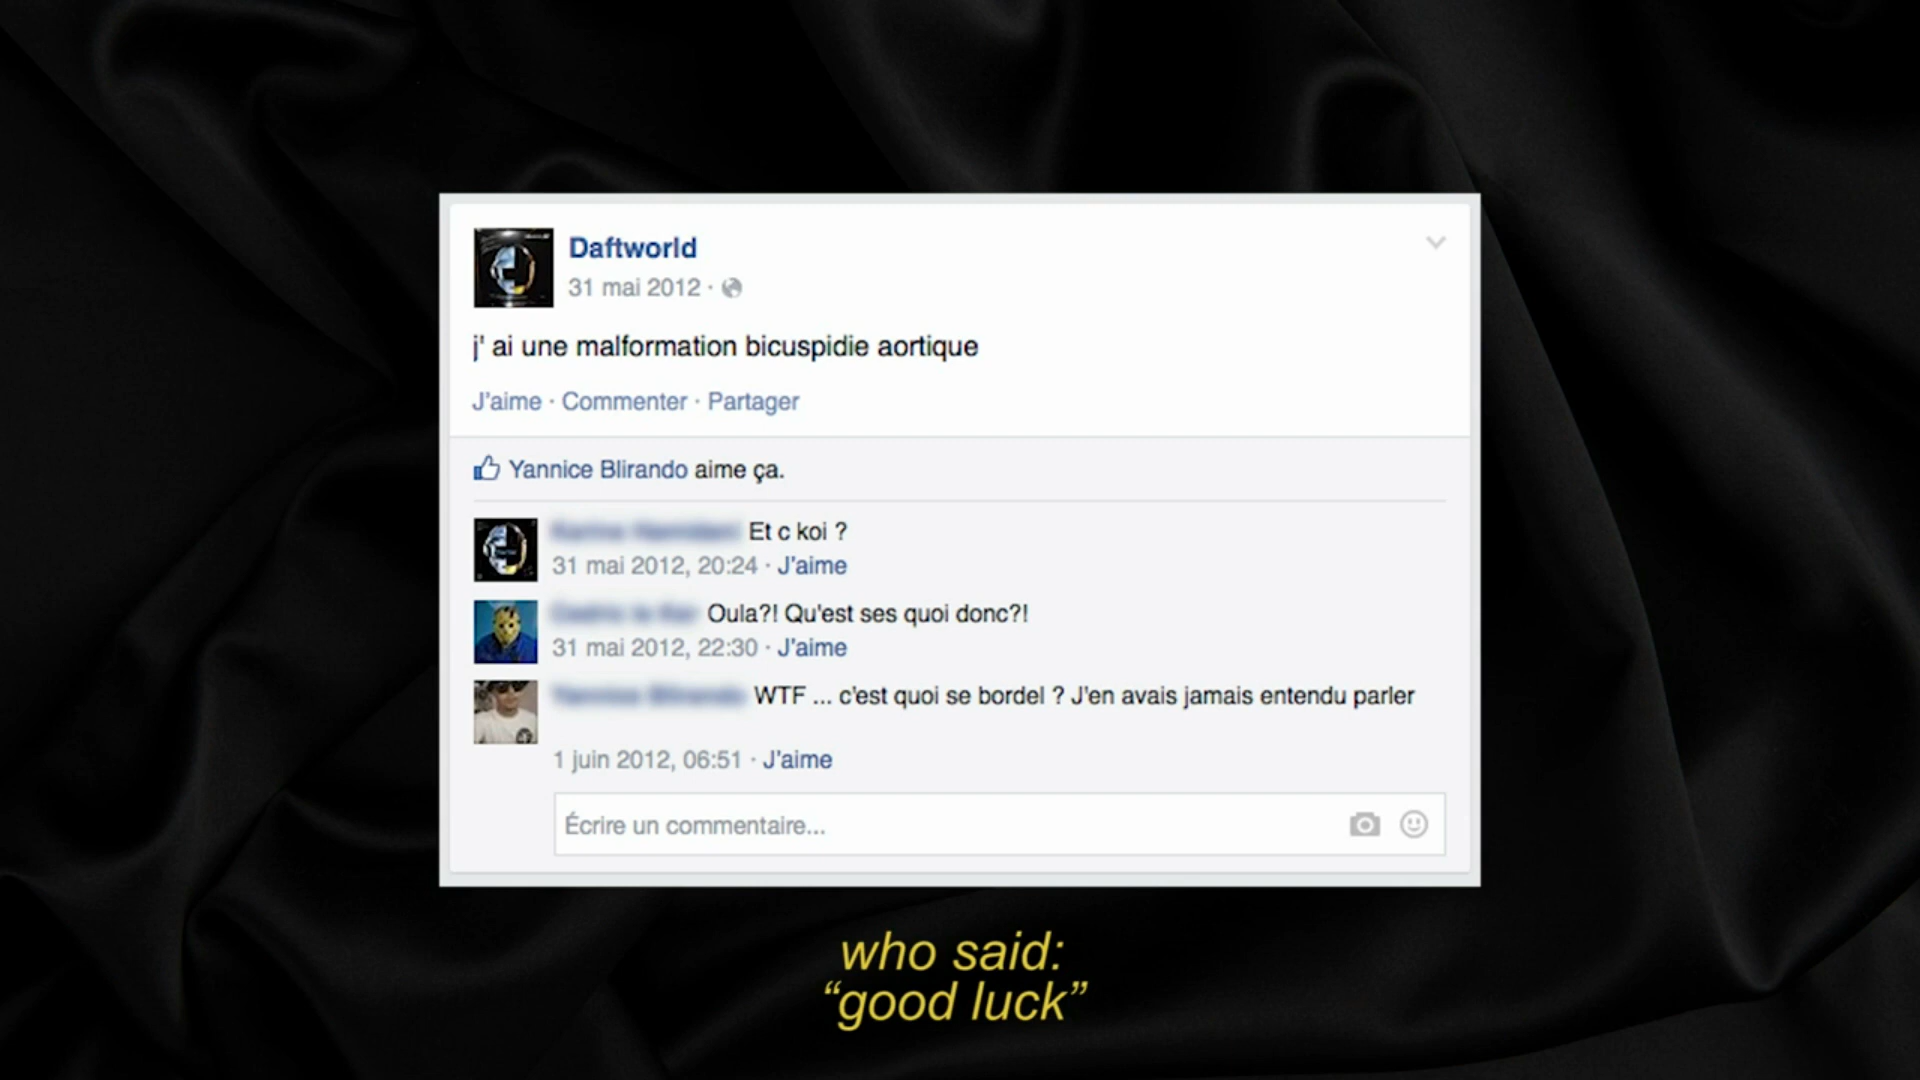 Daftworld
31 mai 2012 ·
j' ai une malformation bicuspidie aortique
J'aime · Commenter · Partager
Yannice Blirando aime ça.
Et c koi ?
31 mai 2012, 20:24 · J'aime
Oula?! Qu'est ses quoi donc?!
31 mai 2012, 22:30 · J'aime
WTF ... c'est quoi se bordel ? J'en avais jamais entendu parler
1 juin 2012, 06:51 · J'aime
Écrire un commentaire...
who said:
“good luck”